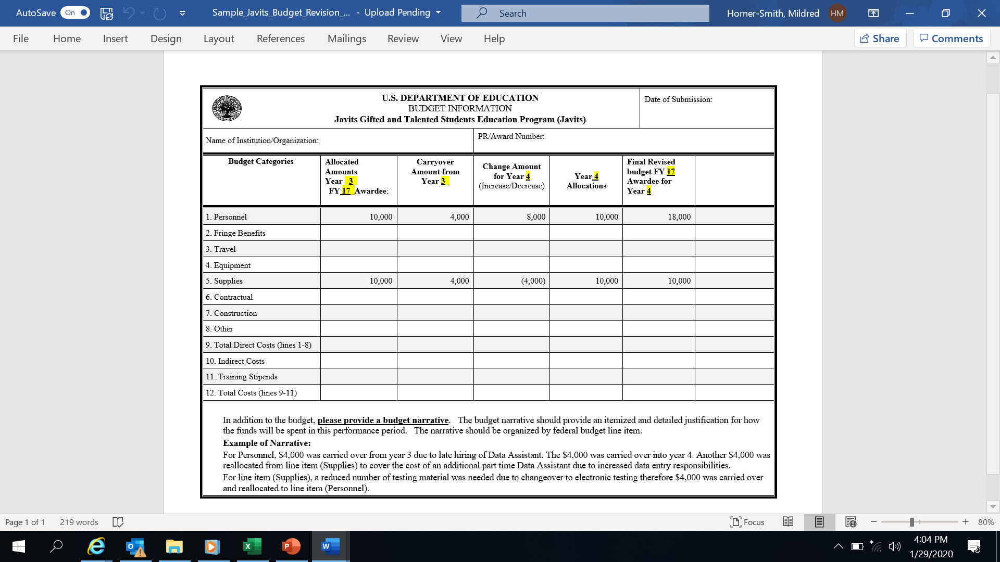 AutoSave On Sample_Javits_Budget_Revision_... - Upload Pending Search Horner-Smith, Mildred HM
File Home Insert Design Layout References Mailings Review View Help Share Comments
U.S. DEPARTMENT OF EDUCATION
BUDGET INFORMATION
Javits Gifted and Talented Students Education Program (Javits)
Date of Submission:
Name of Institution/Organization:
PR/Award Number:
Budget Categories
Allocated
Amounts
Year 3
FY 17 Awardee:
Carryover
Amount from
Year 3
Change Amount
for Year 4
(Increase/Decrease)
Year 4
Allocations
Final Revised
budget FY 17
Awardee for
Year 4
1. Personnel 10,000 4,000 8,000 10,000 18,000
2. Fringe Benefits
3. Travel
4. Equipment
5. Supplies 10,000 4,000 (4,000) 10,000 10,000
6. Contractual
7. Construction
8. Other
9. Total Direct Costs (lines 1-8)
10. Indirect Costs
11. Training Stipends
12. Total Costs (lines 9-11)
In addition to the budget, please provide a budget narrative. The budget narrative should provide an itemized and detailed justification for how
the funds will be spent in this performance period. The narrative should be organized by federal budget line item.
Example of Narrative:
For Personnel, $4,000 was carried over from year 3 due to late hiring of Data Assistant. The $4,000 was carried over into year 4. Another $4,000 was
reallocated from line item (Supplies) to cover the cost of an additional part time Data Assistant due to increased data entry responsibilities.
For line item (Supplies), a reduced number of testing material was needed due to changeover to electronic testing therefore $4,000 was carried over
and reallocated to line item (Personnel).
Page 1 of 1 219 words Focus 80%
4:04 PM
1/29/2020